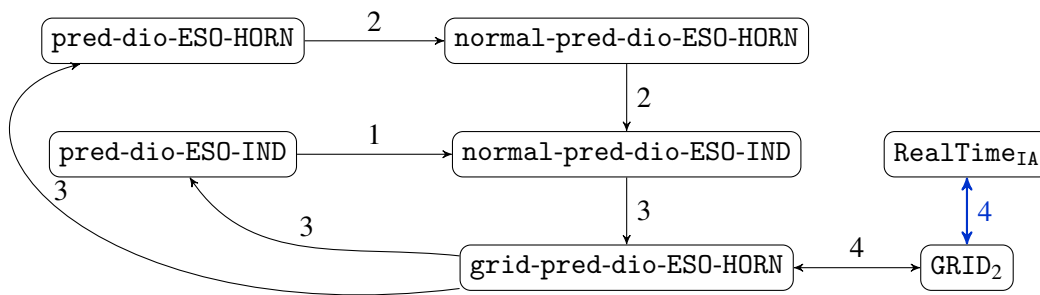 pred-dio-ESO-HORN 2 normal-pred-dio-ESO-HORN
2
pred-dio-ESO-IND 1 normal-pred-dio-ESO-IND RealTime_IA
3 3 3 4
grid-pred-dio-ESO-HORN 4 GRID₂